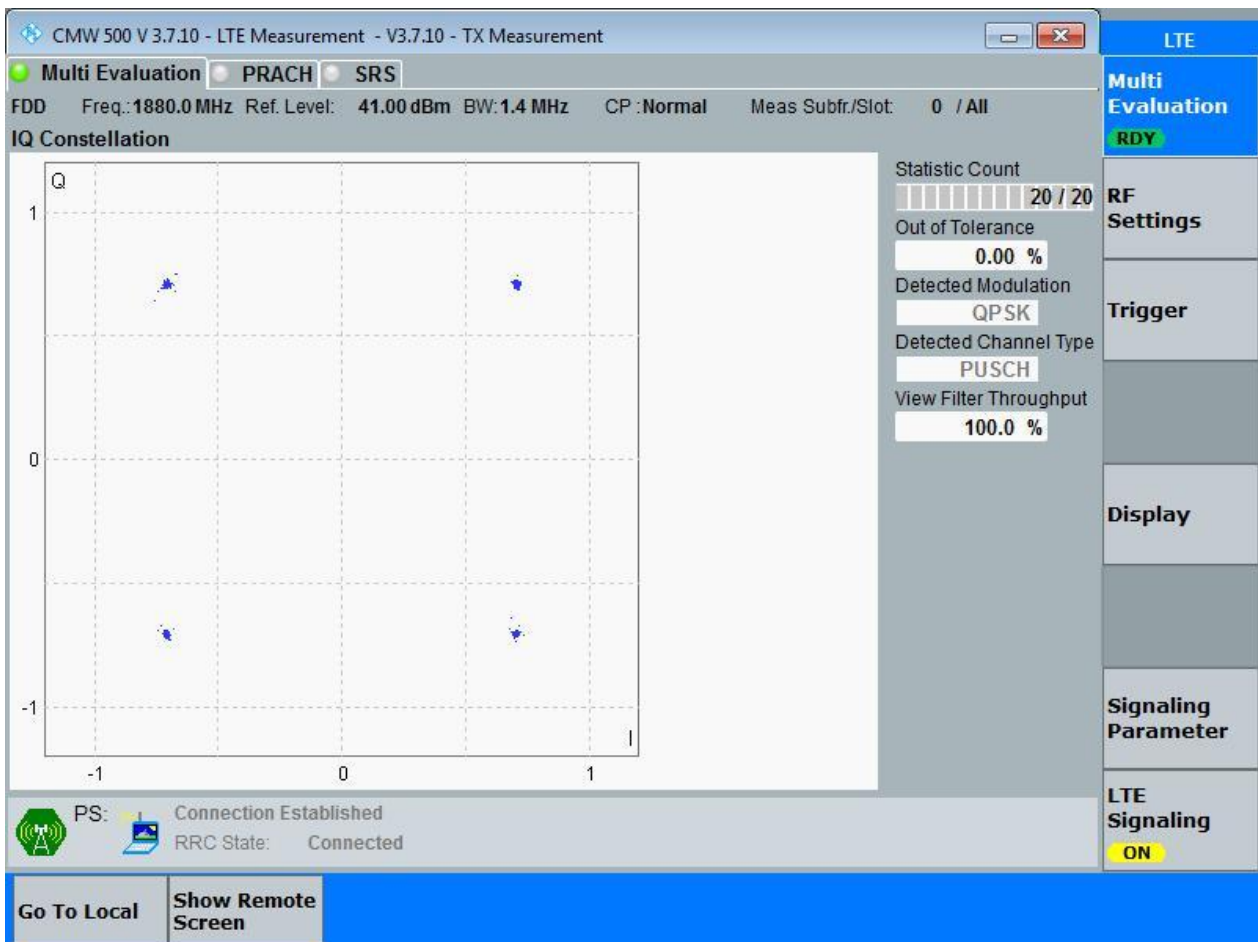 CMW 500 V 3.7.10 - LTE Measurement - V3.7.10 - TX Measurement
LTE
Multi Evaluation PRACH SRS
Multi
Evaluation
RDY
FDD Freq.:1880.0 MHz Ref. Level: 41.00 dBm BW:1.4 MHz CP :Normal Meas Subfr./Slot: 0 / All
IQ Constellation
Q
1
0
-1
I
-1 0 1
Statistic Count
20 / 20
Out of Tolerance
0.00 %
Detected Modulation
QPSK
Detected Channel Type
PUSCH
View Filter Throughput
100.0 %
RF
Settings
Trigger
Display
Signaling
Parameter
LTE
Signaling
ON
PS: Connection Established
RRC State: Connected
Go To Local
Show Remote
Screen